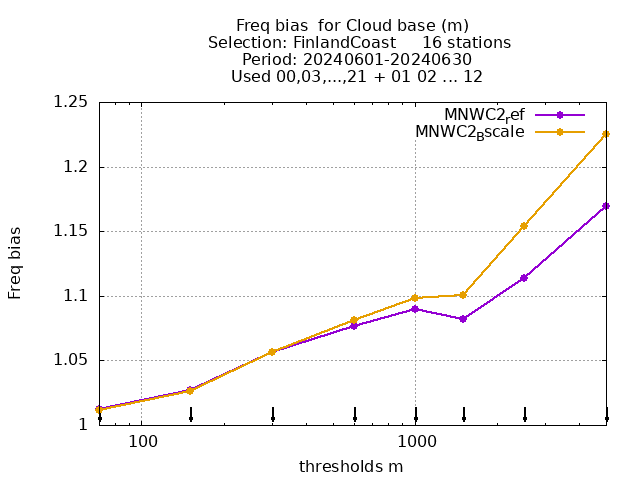 Freq bias  for Cloud base (m)
Selection: FinlandCoast     16 stations
Period: 20240601-20240630
Used 00,03,...,21 + 01 02 ... 12
MNWC2ref
MNWC2Bscale
1.25
1.2
1.15
1.1
1.05
1
Freq bias
100
1000
thresholds m